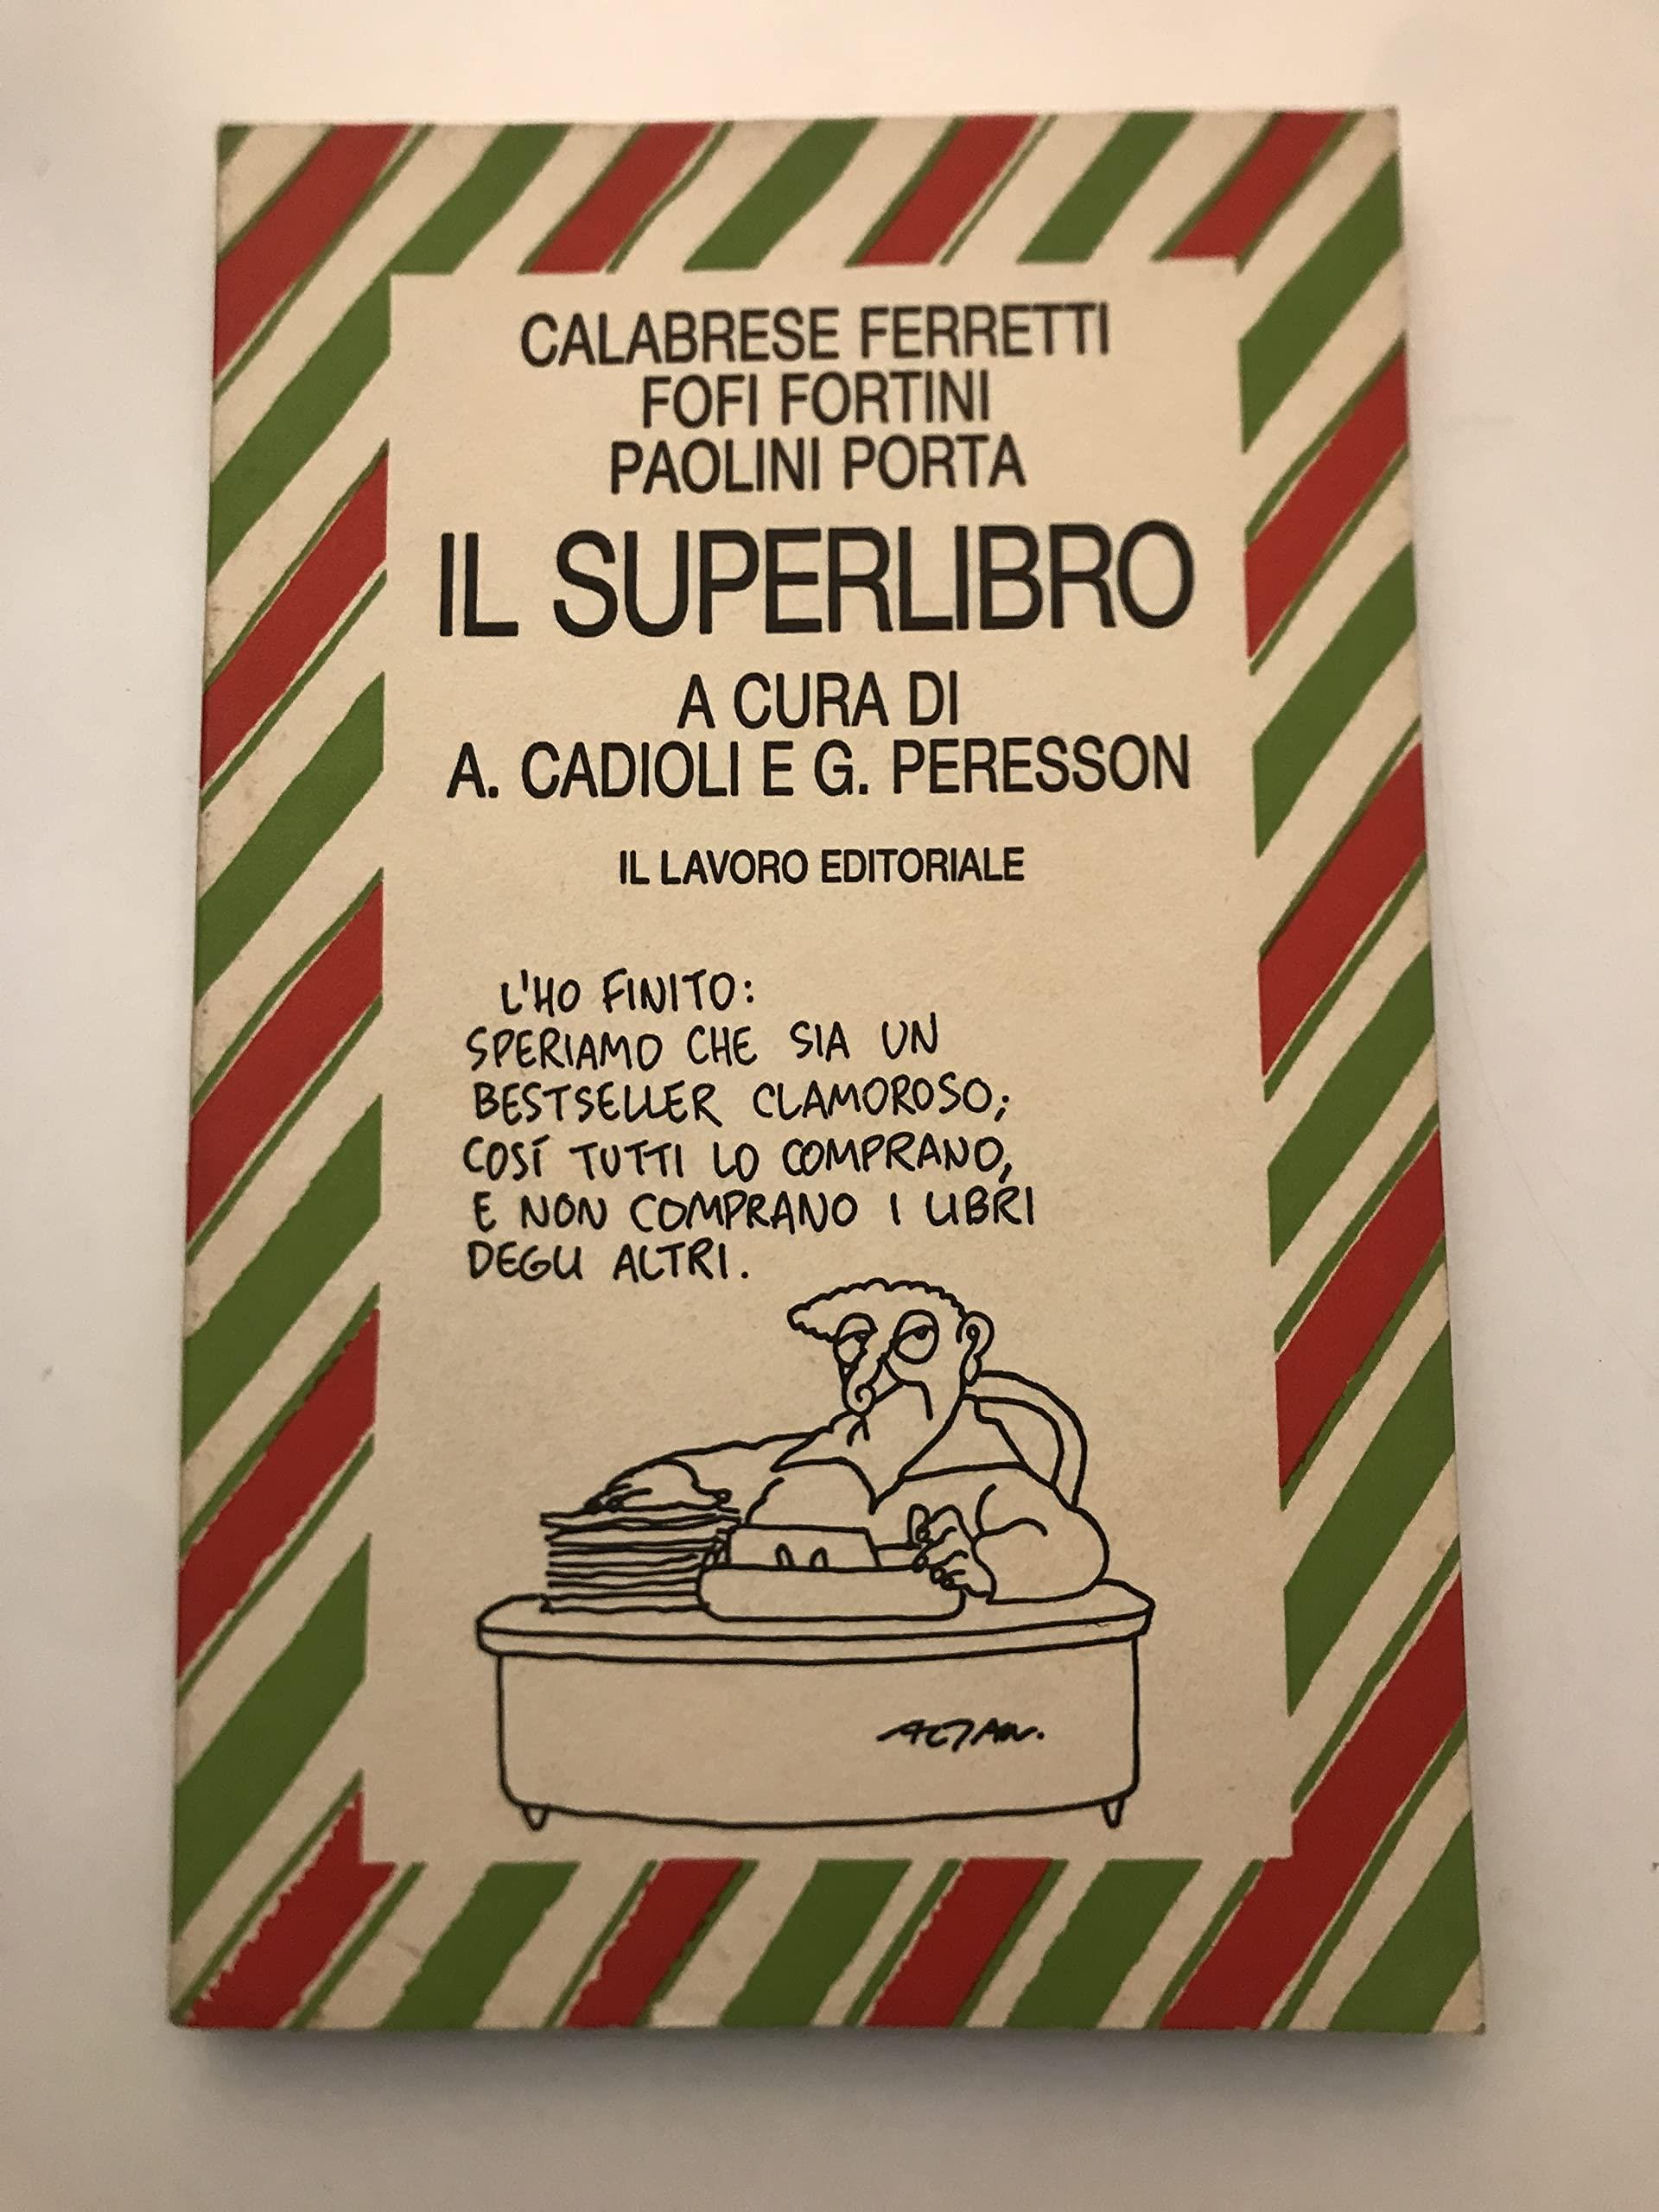 CALABRESE FERRETTI
FOFI FORTINI
PAOLINI PORTA
IL SUPERLIBRO
A CURA DI
A. CADIOLI E G. PERESSON
IL LAVORO EDITORIALE
L'HO FINITO:
SPERIAMO CHE SIA UN
BESTSELLER CLAMOROSO;
COSÍ TUTTI LO COMPRANO,
E NON COMPRANO I LIBRI
DEGLI ALTRI.
ALTAN.